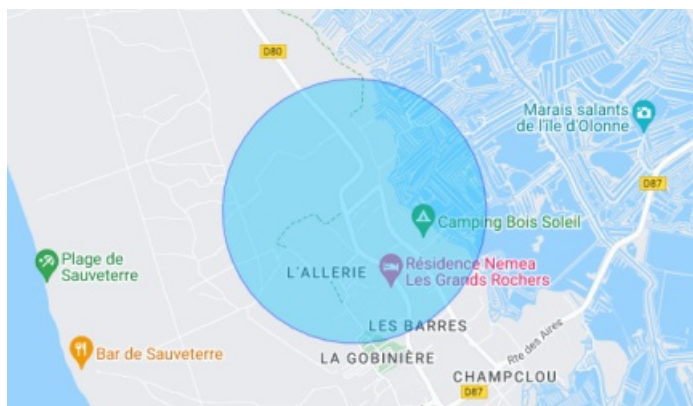 D80
Marais salants
de l'île d'Olonne
D87
Camping Bois Soleil
Plage de
Sauveterre
L'ALLERIE
Résidence Nemea
Les Grands Rochers
LES BARRES
Bar de Sauveterre
LA GOBINIÈRE
Rte des Aires
CHAMPCLOU
D87